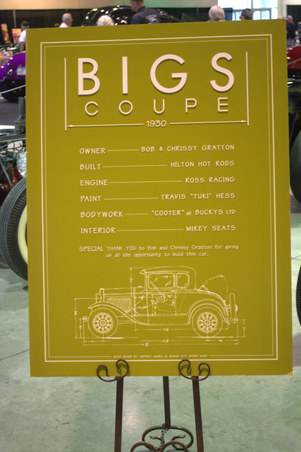 BIGS
COUPE
1930
OWNER BOB & CHRISSY GRATTON
BUILT HILTON HOT RODS
ENGINE ROSS RACING
PAINT TRAVIS "TUKI" HESS
BODYWORK "COOTER" at BUCKYS LTD
INTERIOR MIKEY SEATS
SPECIAL THANK YOU to Bob and Chrissy Gratton for giving
us all the opportunity to build this car.